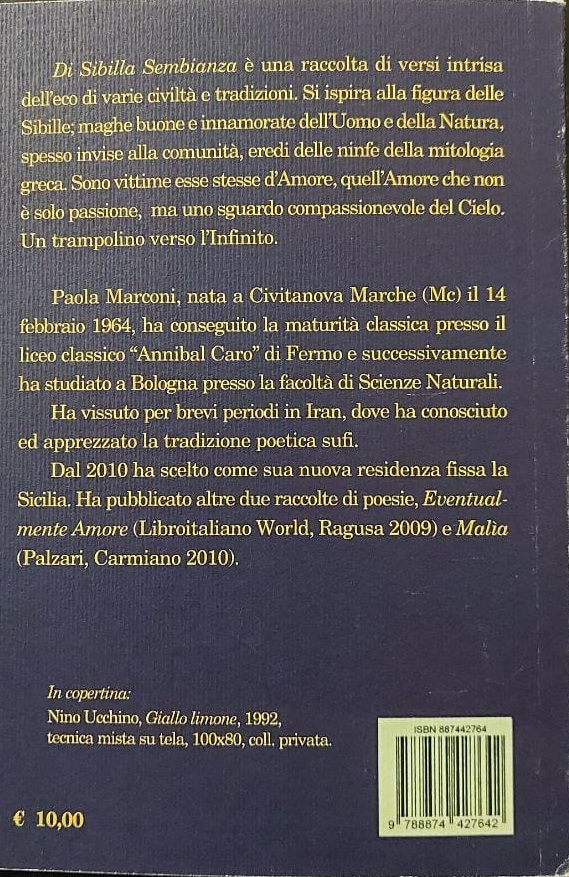 Di Sibilla Sembianza è una raccolta di versi intrisa
dell'eco di varie civiltà e tradizioni. Si ispira alla figura delle
Sibille; maghe buone e innamorate dell'Uomo e della Natura,
spesso invise alla comunità, eredi delle ninfe della mitologia
greca. Sono vittime esse stesse d'Amore, quell'Amore che non
è solo passione, ma uno sguardo compassionevole del Cielo.
Un trampolino verso l'Infinito.
Paola Marconi, nata a Civitanova Marche (Mc) il 14
febbraio 1964, ha conseguito la maturità classica presso il
liceo classico “Annibal Caro” di Fermo e successivamente
ha studiato a Bologna presso la facoltà di Scienze Naturali.
Ha vissuto per brevi periodi in Iran, dove ha conosciuto
ed apprezzato la tradizione poetica sufi.
Dal 2010 ha scelto come sua nuova residenza fissa la
Sicilia. Ha pubblicato altre due raccolte di poesie, Eventual-
mente Amore (Libroitaliano World, Ragusa 2009) e Malìa
(Palzari, Carmiano 2010).
In copertina:
Nino Ucchino, Giallo limone, 1992,
tecnica mista su tela, 100x80, coll. privata.
ISBN 887442764
9 788874 427642
€ 10,00